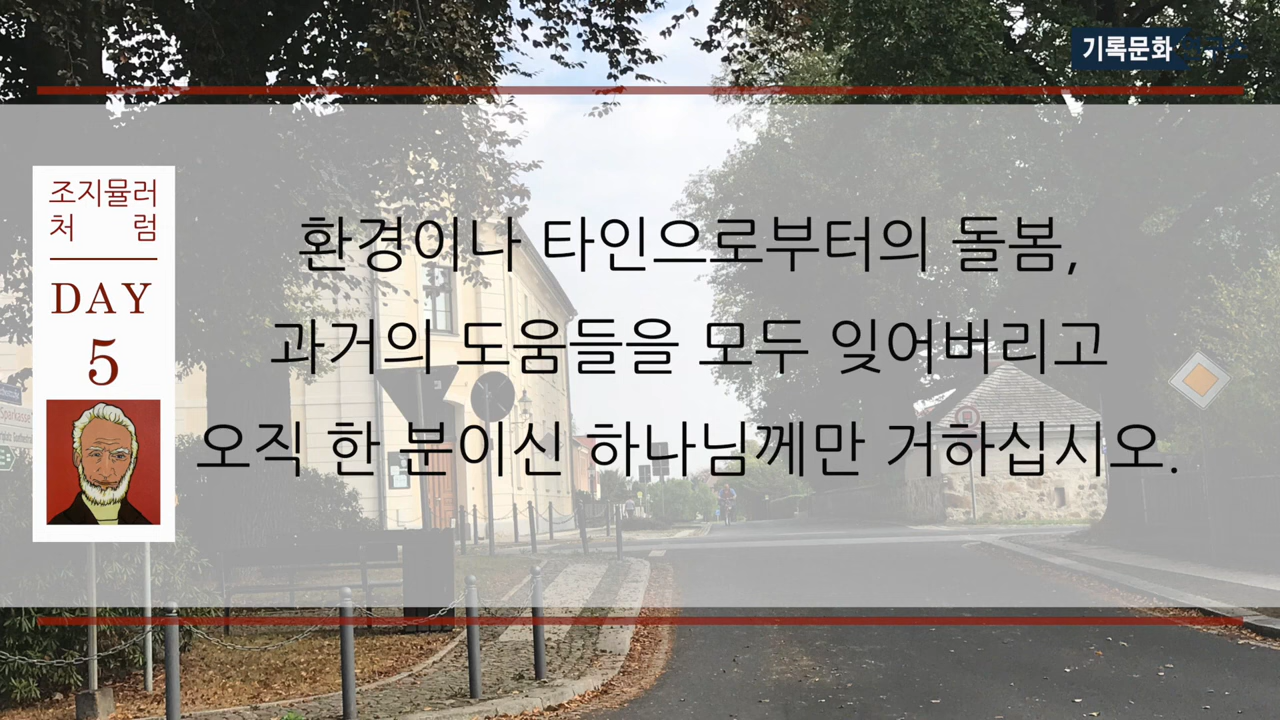 기록문화
조지뮬러
처 럼
DAY
5
환경이나 타인으로부터의 돌봄,
과거의 도움들을 모두 잊어버리고
오직 한 분이신 하나님께만 거하십시오.
Sparkasse